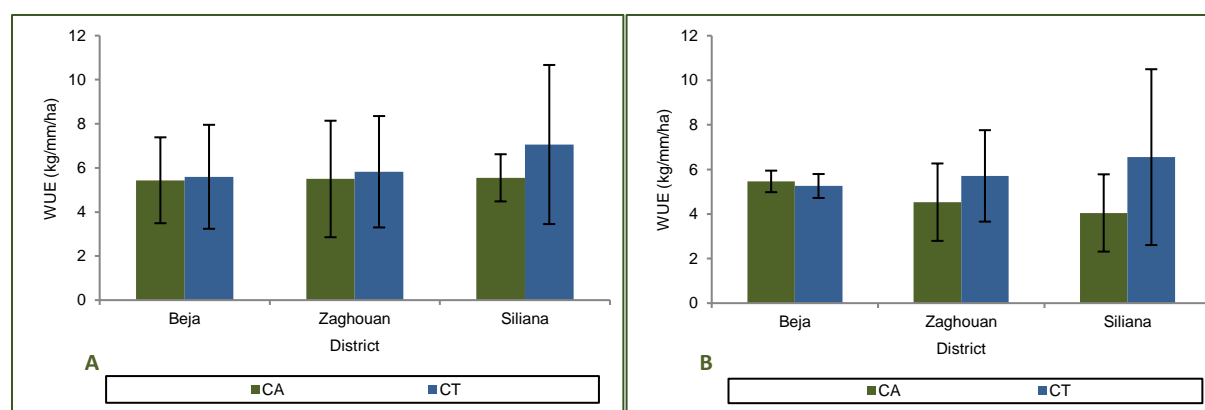 12
10
8
6
4
2
0
WUE (kg/mm/ha)
Beja Zaghouan Siliana
District
A
CA CT
12
10
8
6
4
2
0
WUE (kg/mm/ha)
Beja Zaghouan Siliana
District
B
CA CT